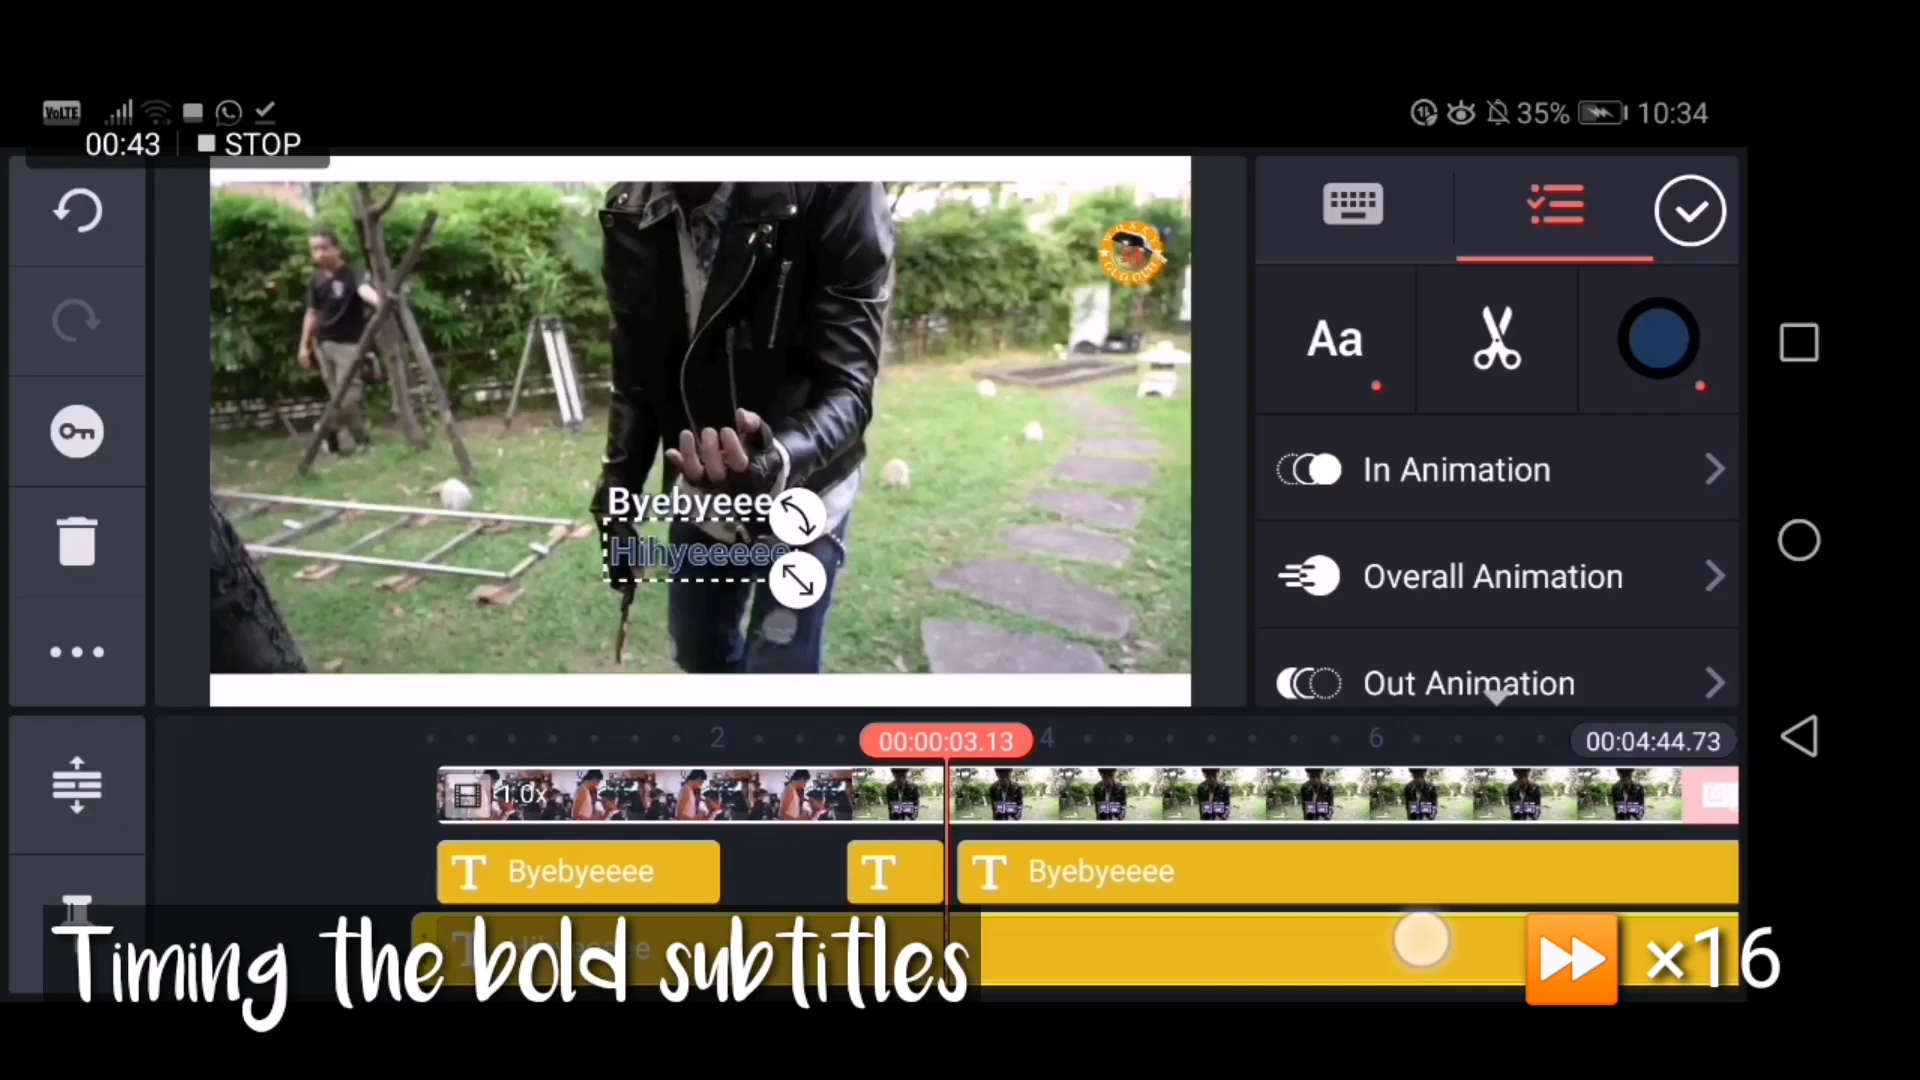 VoLTE 35% 10:34
00:43 STOP
Aa
Byebyeee
Hihyeeeee
In Animation
Overall Animation
Out Animation
2 00:00:03.13 4 6 00:04:44.73
1.0x
T Byebyeeee T T Byebyeeee
Timing the bold subtitles
×16